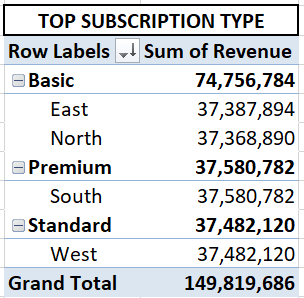 TOP SUBSCRIPTION TYPE
Row Labels Sum of Revenue
Basic 74,756,784
East 37,387,894
North 37,368,890
Premium 37,580,782
South 37,580,782
Standard 37,482,120
West 37,482,120
Grand Total 149,819,686